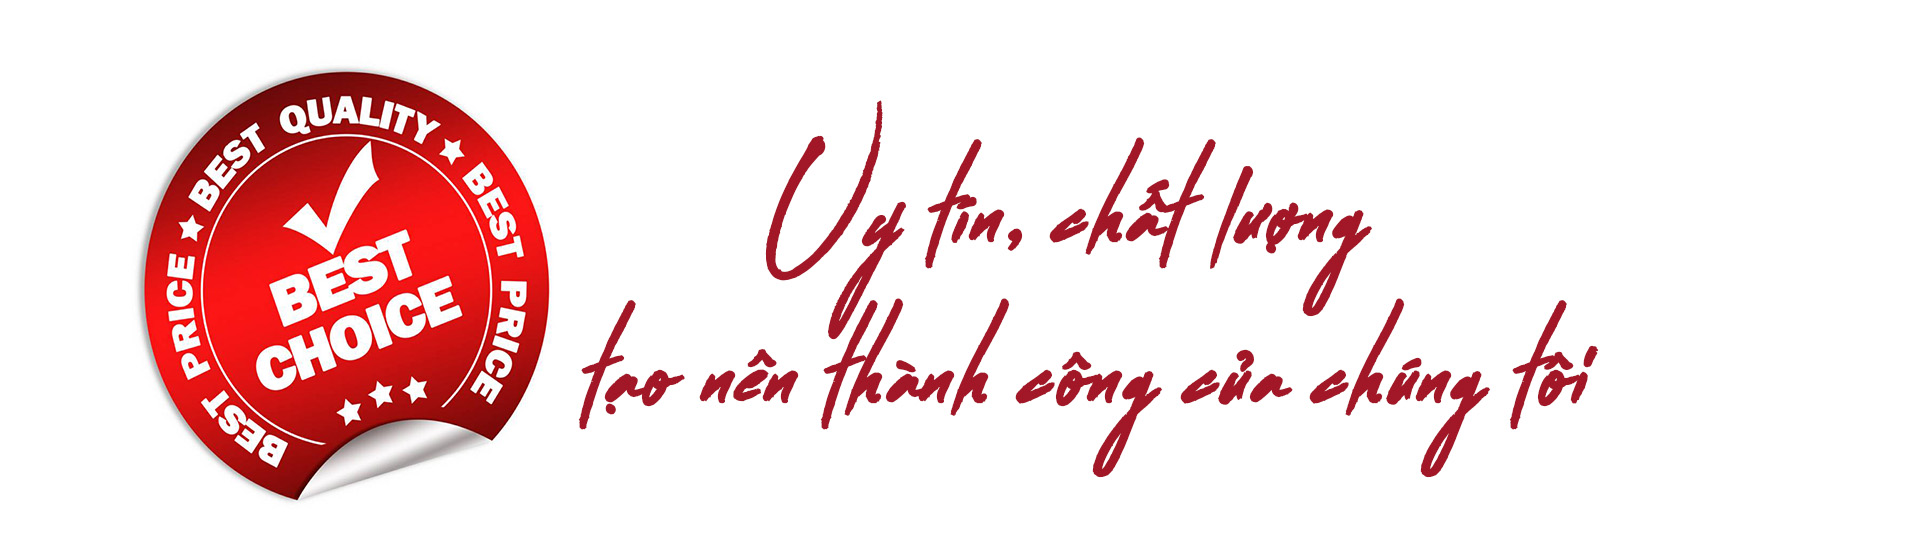 BEST PRICE ★ BEST QUALITY ★ BEST PRICE
BEST
CHOICE
Uy tín, chất lượng
tạo nên thành công của chúng tôi